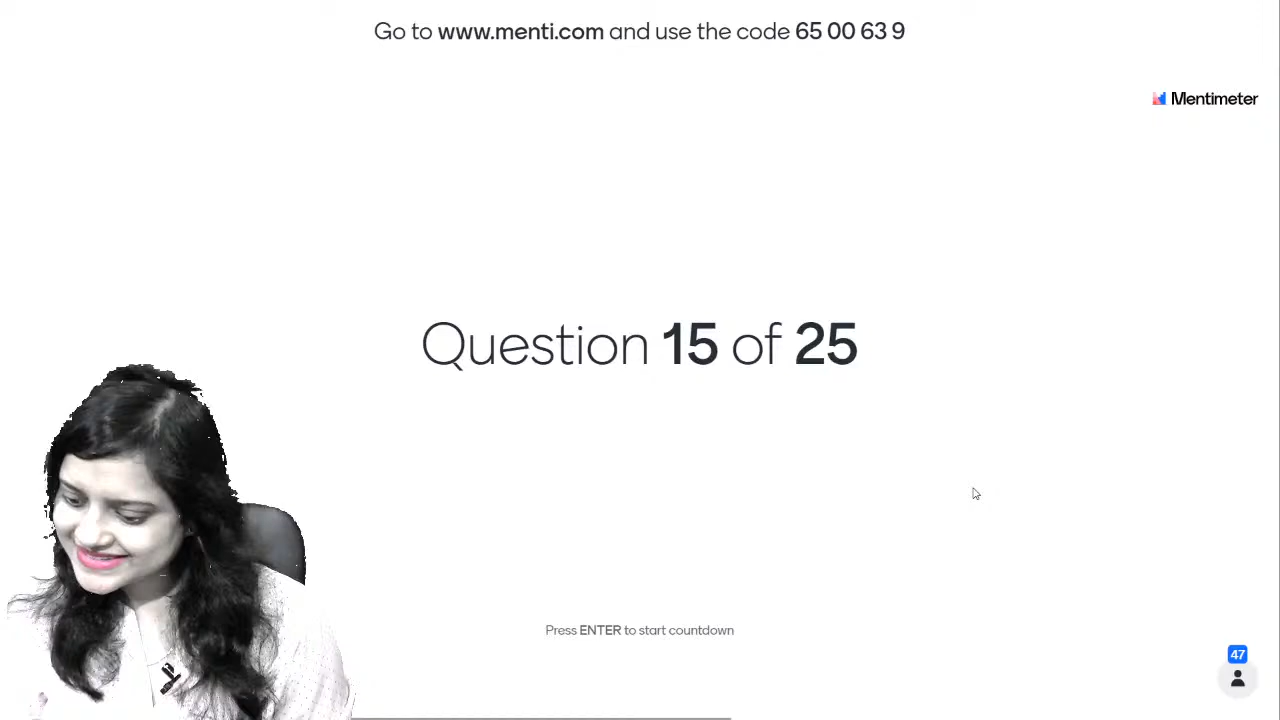 Go to www.menti.com and use the code 65 00 63 9
Mentimeter
Question 15 of 25
Press ENTER to start countdown
47